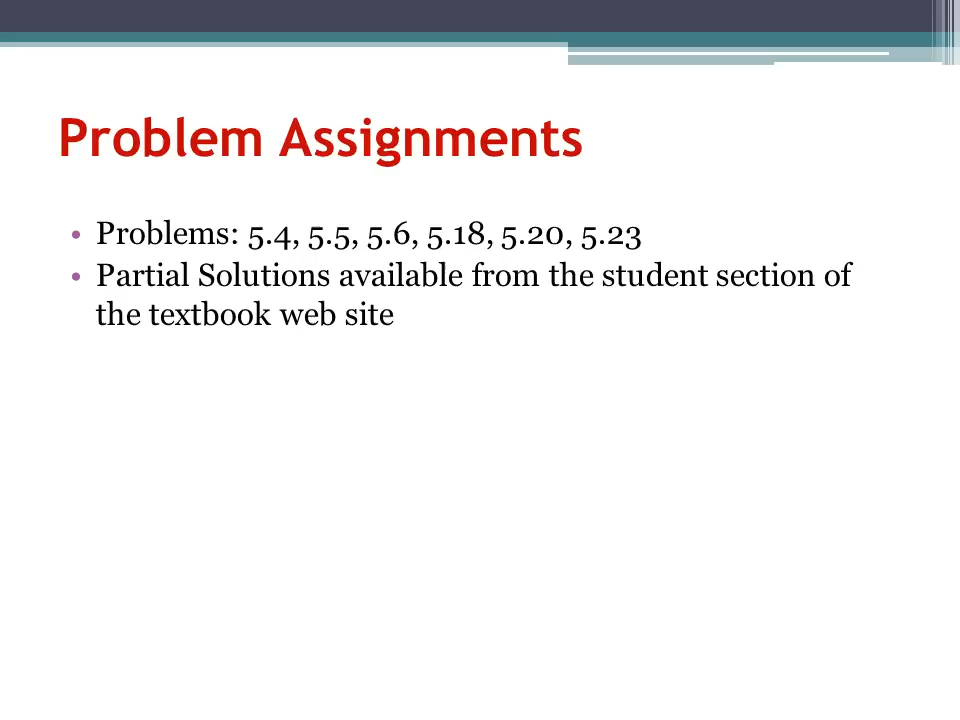 Problem Assignments
• Problems: 5.4, 5.5, 5.6, 5.18, 5.20, 5.23
• Partial Solutions available from the student section of
the textbook web site